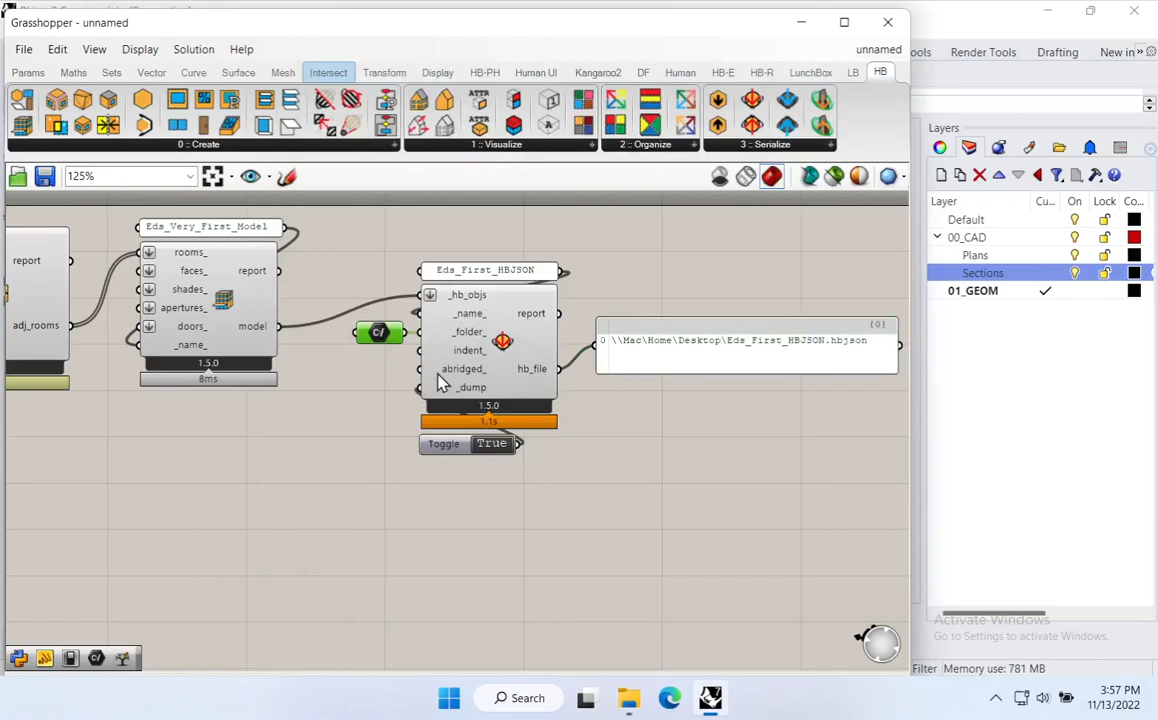 Grasshopper - unnamed
File Edit View Display Solution Help unnamed
Params Maths Sets Vector Curve Surface Mesh Intersect Transform Display HB-PH Human UI Kangaroo2 DF Human HB-E HB-R LunchBox LB HB
ATTR
ATTR
0 :: Create 1 :: Visualize 2 :: Organize 3 :: Serialize
125%
report
adj_rooms
Eds_Very_First_Model
rooms_
faces_ report
shades_
apertures_
doors_ model
_name_
1.5.0
8ms
C/
Eds_First_HBJSON
_hb_objs
_name_ report
_folder_
indent_
abridged_ hb_file
_dump
1.5.0
1.1s
Toggle True
{0}
0 \\Mac\Home\Desktop\Eds_First_HBJSON.hbjson
C/
ools Render Tools Drafting New in
Layers
Layer Cu... On Lock Co...
Default
00_CAD
Plans
Sections
01_GEOM
Activate Windows
Go to Settings to activate Windows.
Filter Memory use: 781 MB
Search
3:57 PM
11/13/2022